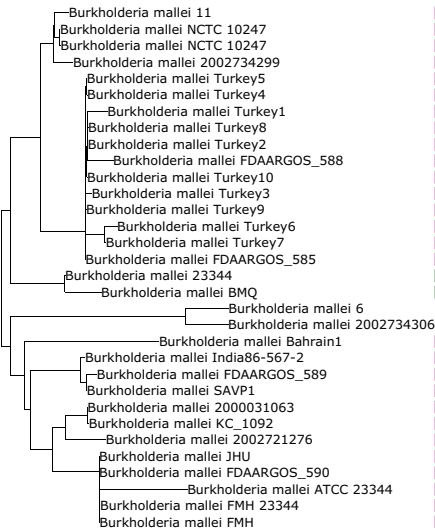 Burkholderia mallei 11
Burkholderia mallei NCTC 10247
Burkholderia mallei NCTC 10247
Burkholderia mallei 2002734299
Burkholderia mallei Turkey5
Burkholderia mallei Turkey4
Burkholderia mallei Turkey1
Burkholderia mallei Turkey8
Burkholderia mallei Turkey2
Burkholderia mallei FDAARGOS_588
Burkholderia mallei Turkey10
Burkholderia mallei Turkey3
Burkholderia mallei Turkey9
Burkholderia mallei Turkey6
Burkholderia mallei Turkey7
Burkholderia mallei FDAARGOS_585
Burkholderia mallei 23344
Burkholderia mallei BMQ
Burkholderia mallei 6
Burkholderia mallei 2002734306
Burkholderia mallei Bahrain1
Burkholderia mallei India86-567-2
Burkholderia mallei FDAARGOS_589
Burkholderia mallei SAVP1
Burkholderia mallei 2000031063
Burkholderia mallei KC_1092
Burkholderia mallei 2002721276
Burkholderia mallei JHU
Burkholderia mallei FDAARGOS_590
Burkholderia mallei ATCC 23344
Burkholderia mallei FMH 23344
Burkholderia mallei FMH